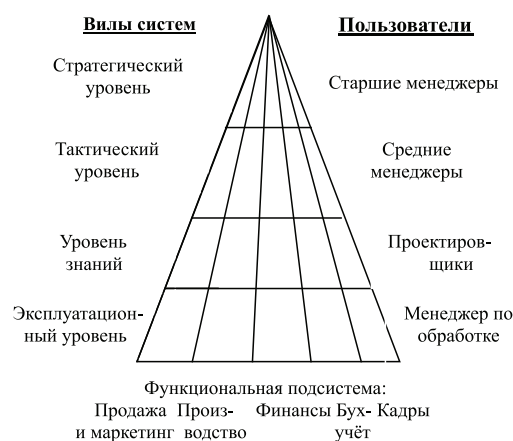 Вилы систем
Пользователи
Стратегический
уровень
Старшие менеджеры
Тактический
уровень
Средние
менеджеры
Уровень
знаний
Проектиров-
щики
Эксплуатацион-
ный уровень
Менеджер по
обработке
Функциональная подсистема:
Продажа Произ- Финансы Бух- Кадры
и маркетинг водство учёт